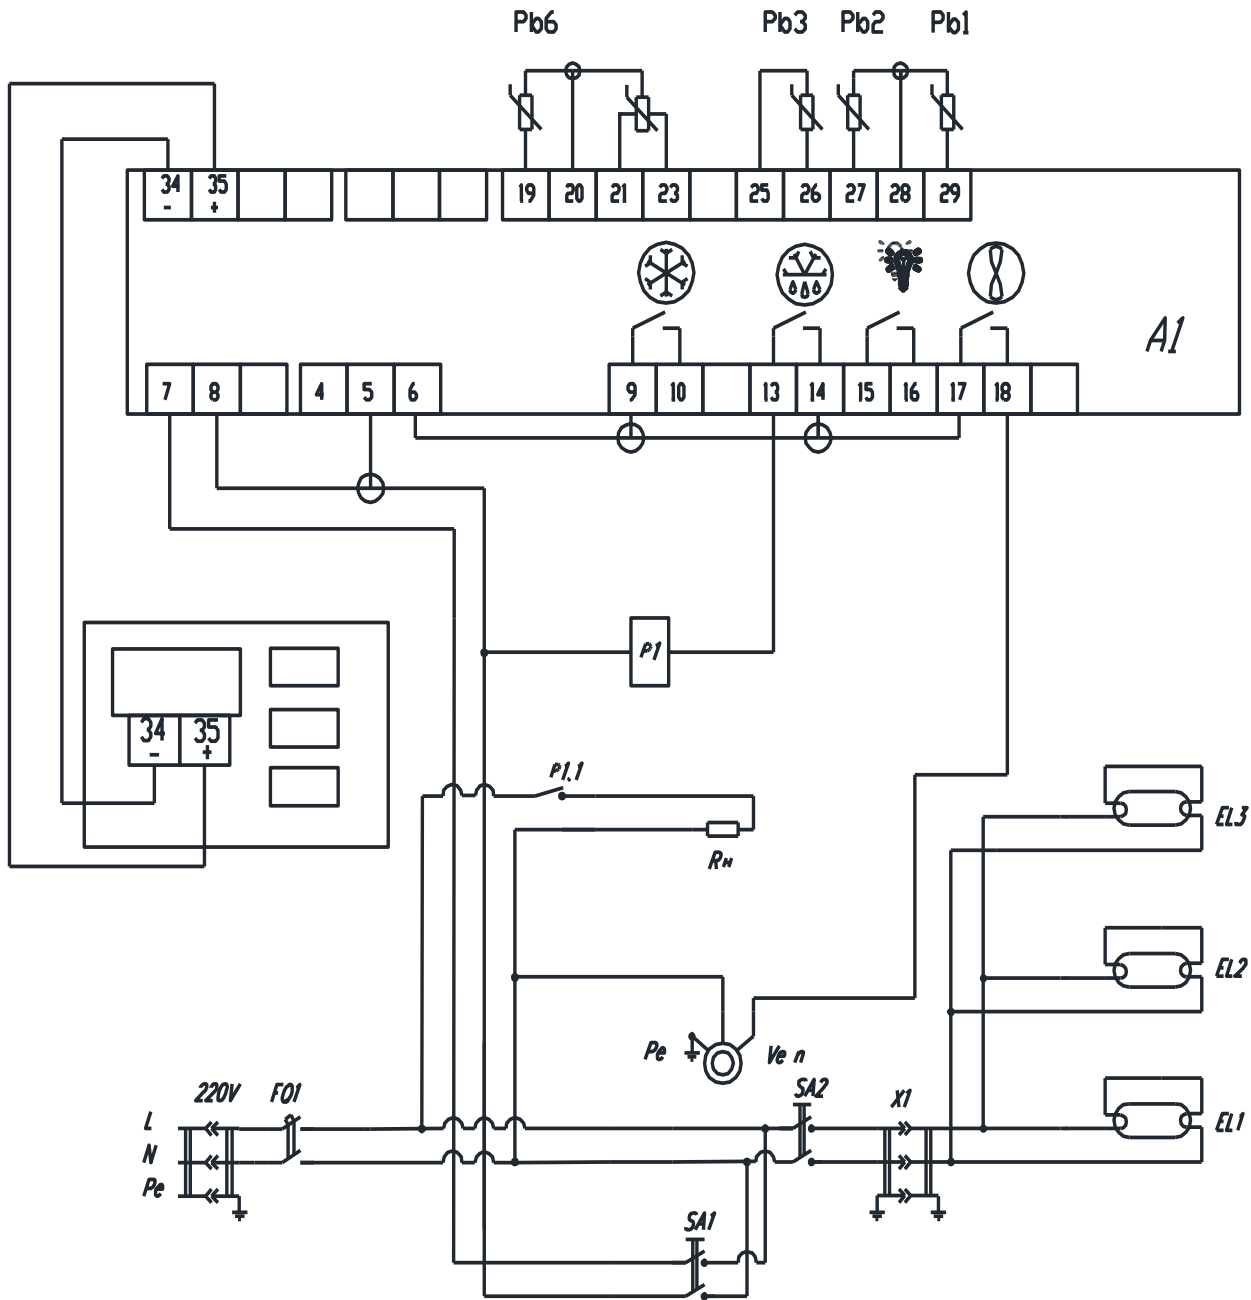 Pb6 Pb3 Pb2 Pb1
34 35 19 20 21 23 25 26 27 28 29
- +
A1
7 8 4 5 6 9 10 13 14 15 16 17 18
P1
34 35
- +
P1.1
EL3
Rн
EL2
Pe Ve n
220V FQ1 SA2 X1
L EL1
N
Pe
SA1